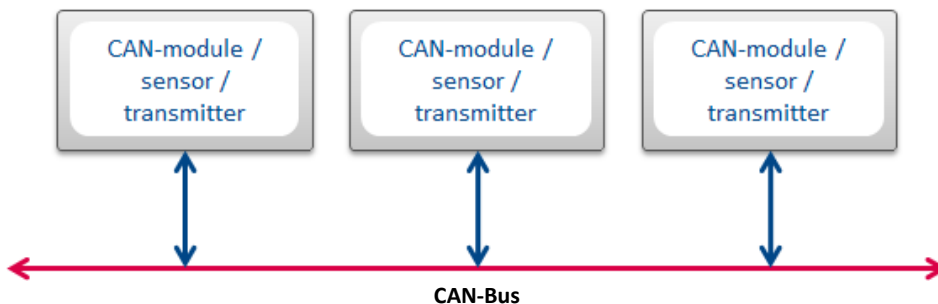 CAN-module /
sensor /
transmitter
CAN-module /
sensor /
transmitter
CAN-module /
sensor /
transmitter
CAN-Bus